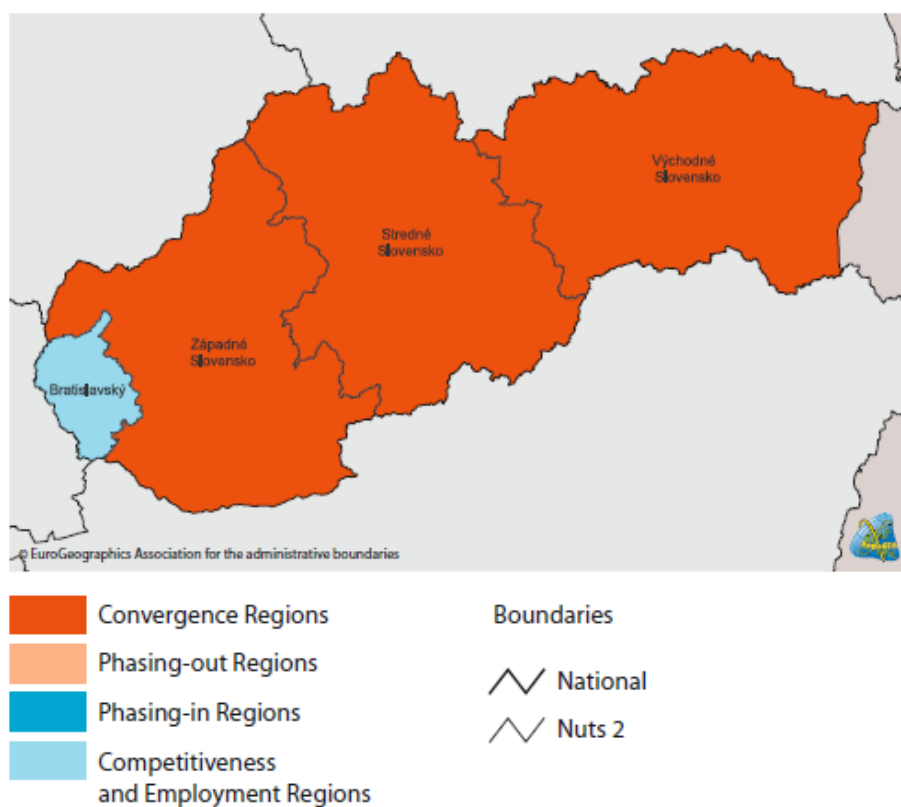 Východné
Slovensko
Stredné
Slovensko
Západné
Slovensko
Bratislavský
© EuroGeographics Association for the administrative boundaries
Convergence Regions
Phasing-out Regions
Phasing-in Regions
Competitiveness
and Employment Regions
Boundaries
National
Nuts 2